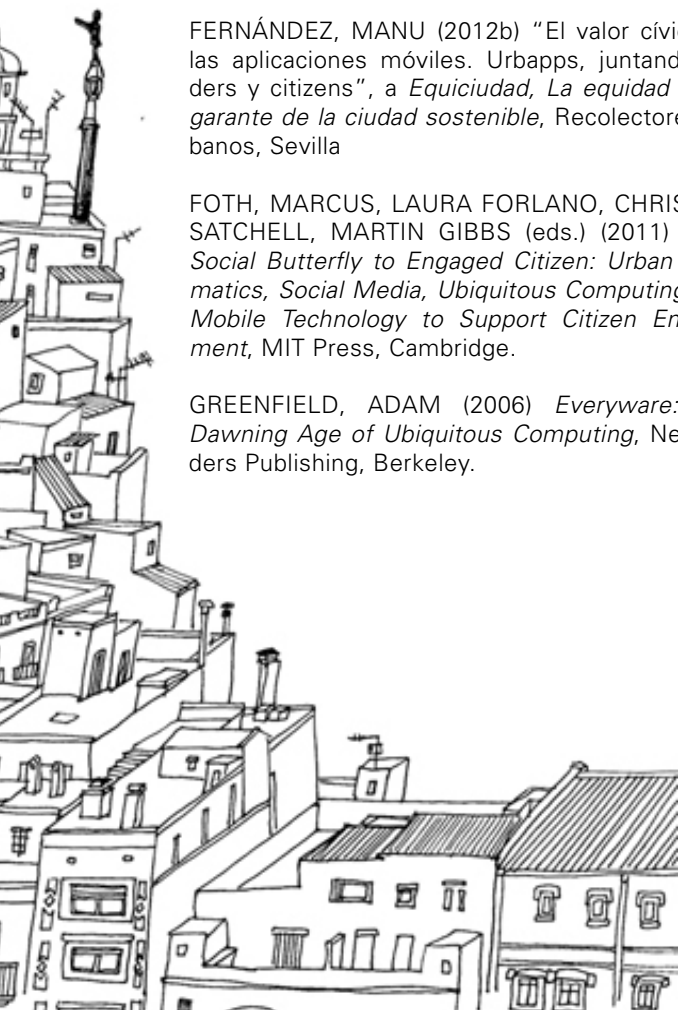 FERNÁNDEZ, MANU (2012b) “El valor cívi
las aplicaciones móviles. Urbapps, juntand
ders y citizens”, a Equiciudad, La equidad
garante de la ciudad sostenible, Recolectore
banos, Sevilla
FOTH, MARCUS, LAURA FORLANO, CHRIS
SATCHELL, MARTIN GIBBS (eds.) (2011)
Social Butterfly to Engaged Citizen: Urban
matics, Social Media, Ubiquitous Computing
Mobile Technology to Support Citizen En
ment, MIT Press, Cambridge.
GREENFIELD, ADAM (2006) Everyware:
Dawning Age of Ubiquitous Computing, Ne
ders Publishing, Berkeley.